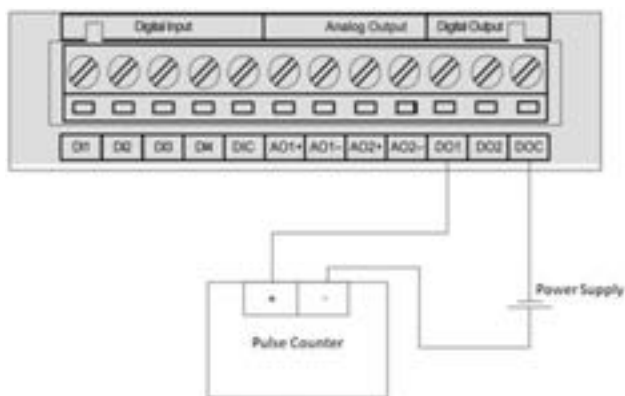 Digital Input Analog Output Digital Output
DI1 DI2 DI3 DI4 DIC AO1+ AO1- AO2+ AO2- DO1 DO2 DOC
Power Supply
+ -
Pulse Counter